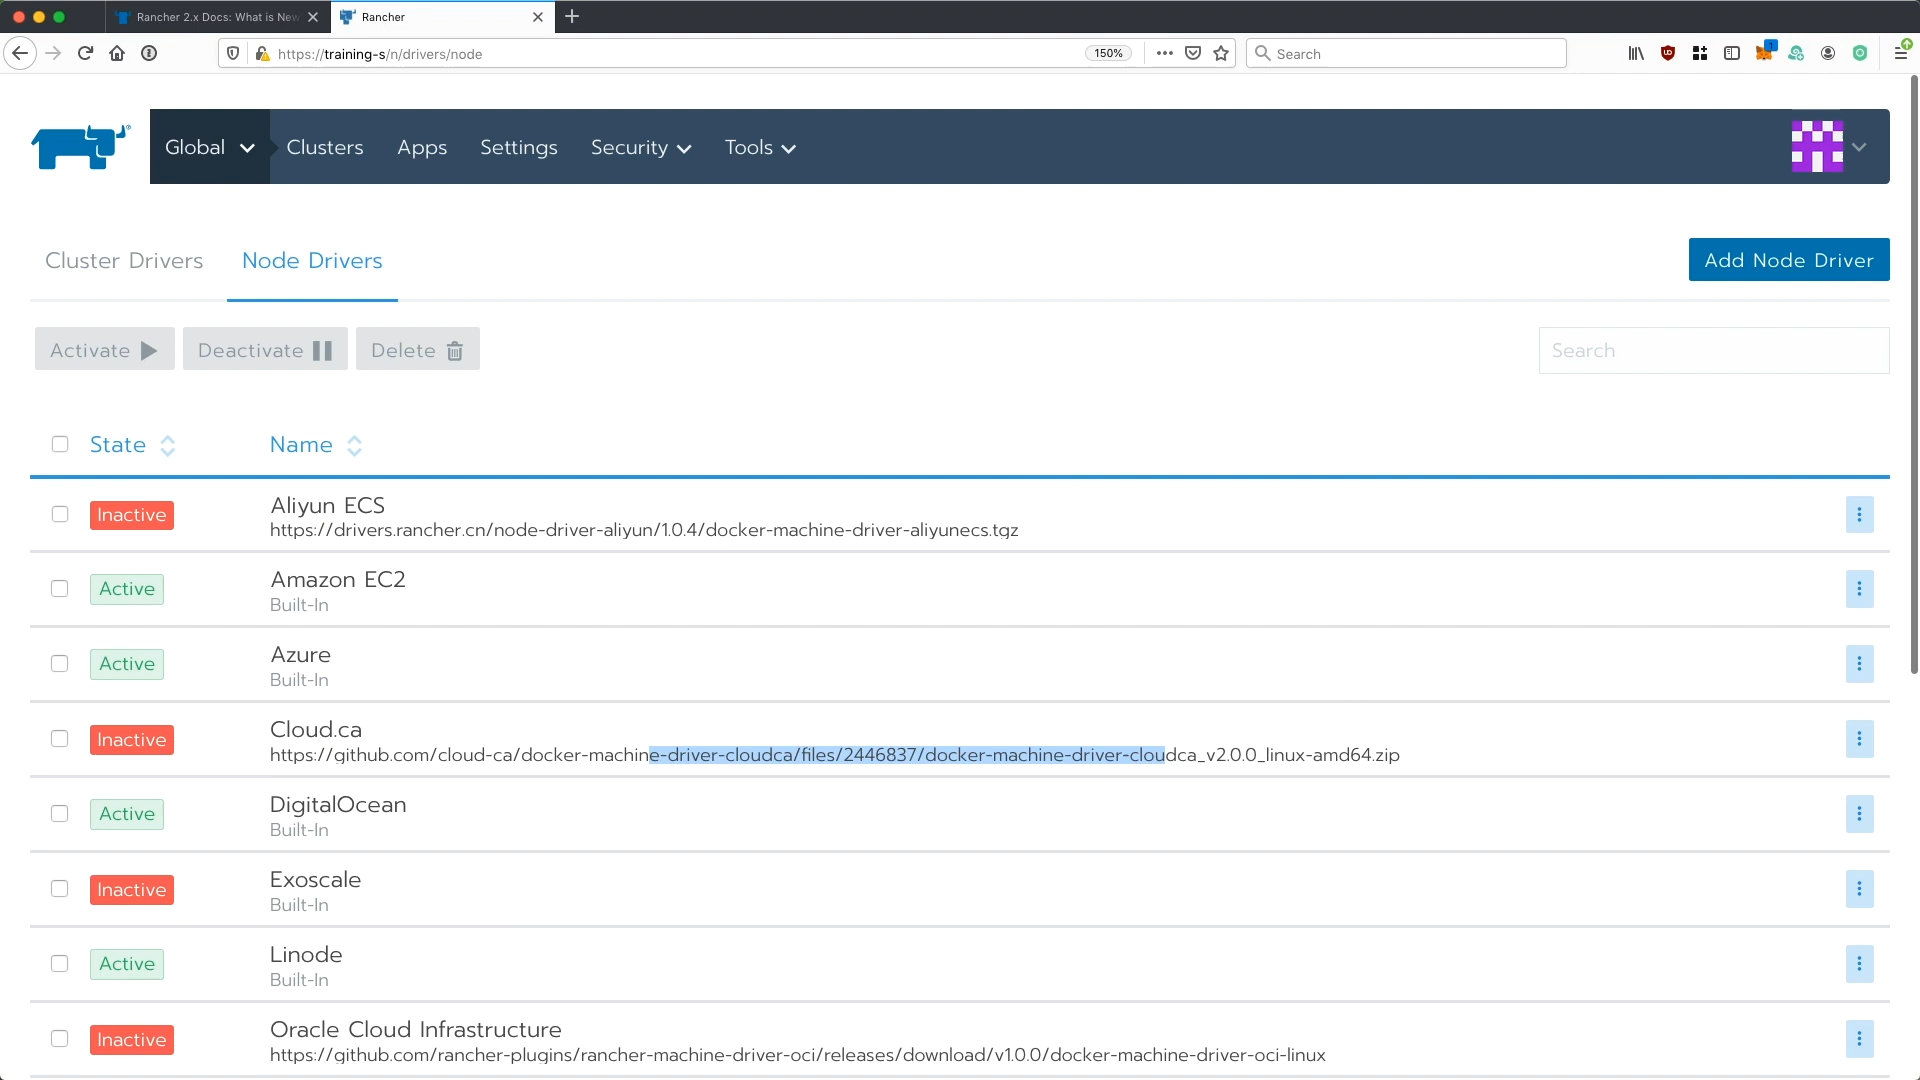 Rancher 2.x Docs: What is New
Rancher
https://training-s/n/drivers/node
150%
Search
1
Global
Clusters
Apps
Settings
Security
Tools
Cluster Drivers
Node Drivers
Add Node Driver
Activate
Deactivate
Delete
Search
State
Name
Inactive
Aliyun ECS
https://drivers.rancher.cn/node-driver-aliyun/1.0.4/docker-machine-driver-aliyunecs.tgz
Active
Amazon EC2
Built-In
Active
Azure
Built-In
Inactive
Cloud.ca
https://github.com/cloud-ca/docker-machine-driver-cloudca/files/2446837/docker-machine-driver-cloudca_v2.0.0_linux-amd64.zip
Active
DigitalOcean
Built-In
Inactive
Exoscale
Built-In
Active
Linode
Built-In
Inactive
Oracle Cloud Infrastructure
https://github.com/rancher-plugins/rancher-machine-driver-oci/releases/download/v1.0.0/docker-machine-driver-oci-linux